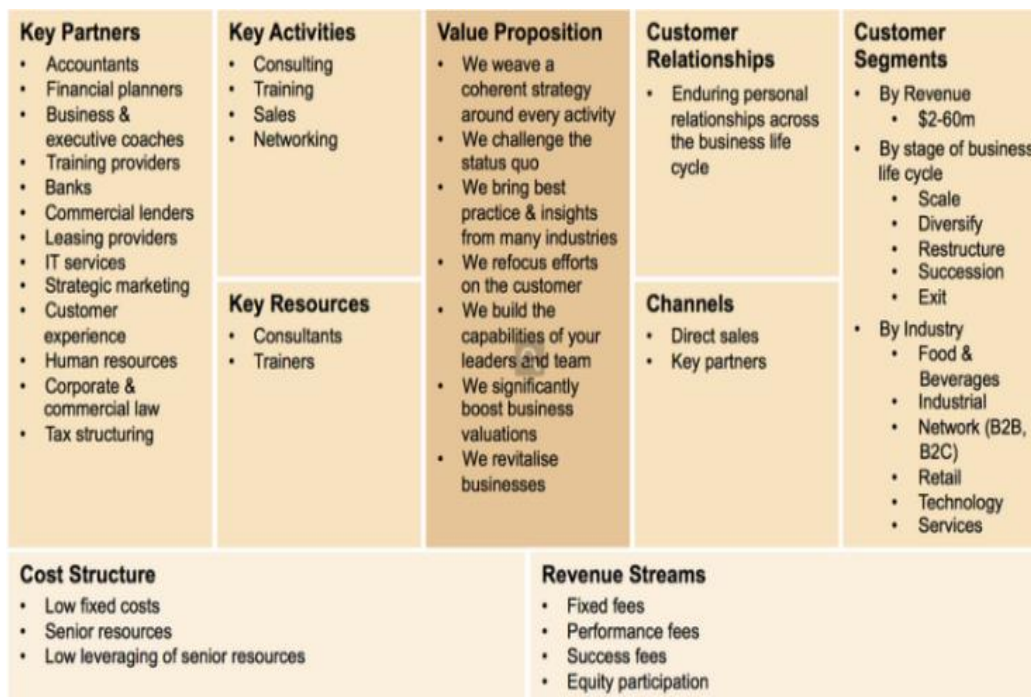 Key Partners
• Accountants
• Financial planners
• Business &
executive coaches
• Training providers
• Banks
• Commercial lenders
• Leasing providers
• IT services
• Strategic marketing
• Customer
experience
• Human resources
• Corporate &
commercial law
• Tax structuring
Key Activities
• Consulting
• Training
• Sales
• Networking
Key Resources
• Consultants
• Trainers
Value Proposition
• We weave a
coherent strategy
around every activity
• We challenge the
status quo
• We bring best
practice & insights
from many industries
• We refocus efforts
on the customer
• We build the
capabilities of your
leaders and team
• We significantly
boost business
valuations
• We revitalise
businesses
Customer
Relationships
• Enduring personal
relationships across
the business life
cycle
Channels
• Direct sales
• Key partners
Customer
Segments
• By Revenue
• $2-60m
• By stage of business
life cycle
• Scale
• Diversify
• Restructure
• Succession
• Exit
• By Industry
• Food &
Beverages
• Industrial
• Network (B2B,
B2C)
• Retail
• Technology
• Services
Cost Structure
• Low fixed costs
• Senior resources
• Low leveraging of senior resources
Revenue Streams
• Fixed fees
• Performance fees
• Success fees
• Equity participation